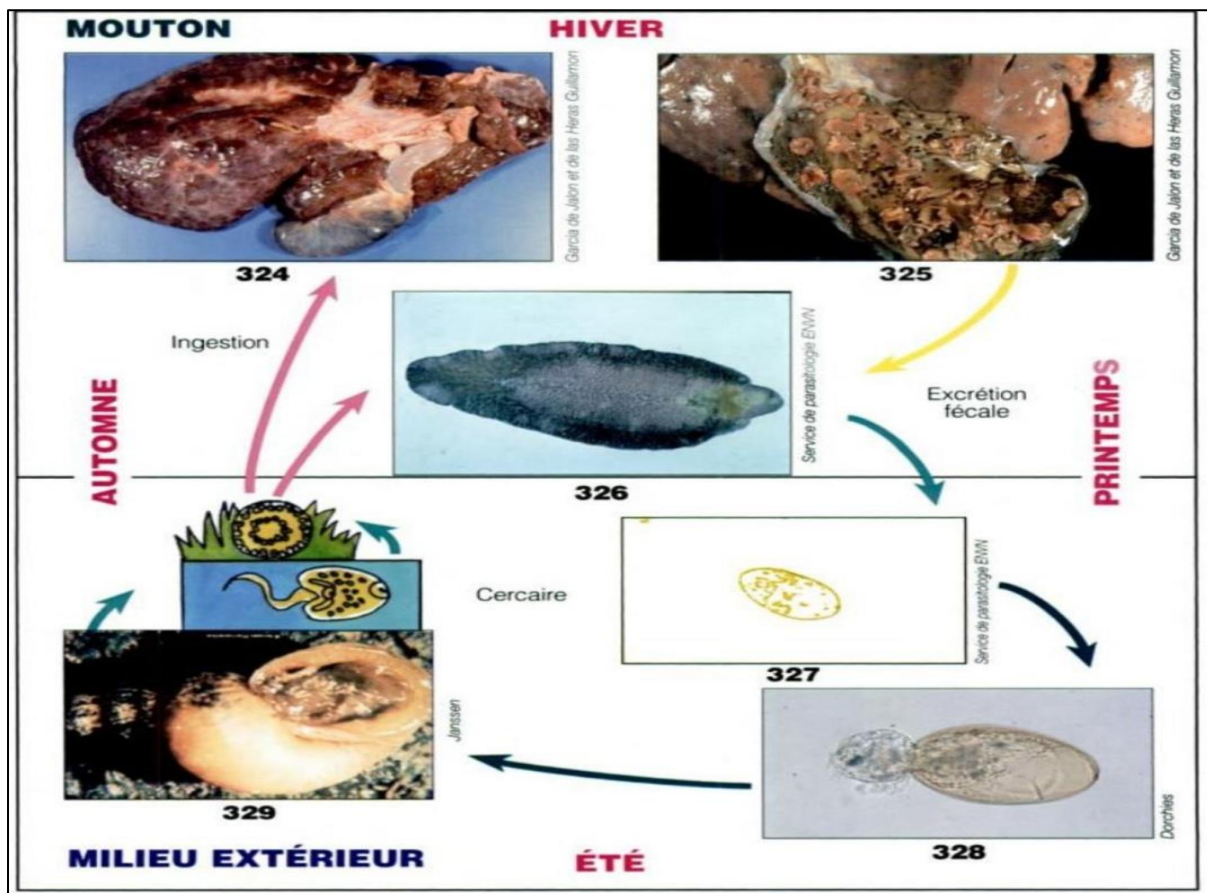 MOUTON
HIVER
Garcia de Jalon et de las Heras Guillamon
324
Garcia de Jalon et de las Heras Guillamon
325
Ingestion
AUTOMNE
Service de parasitologie ENVN
326
Excrétion
fécale
PRINTEMPS
Cercaire
Service de parasitologie ENVN
327
Janssen
329
Dorchies
328
MILIEU EXTÉRIEUR
ÉTÉ